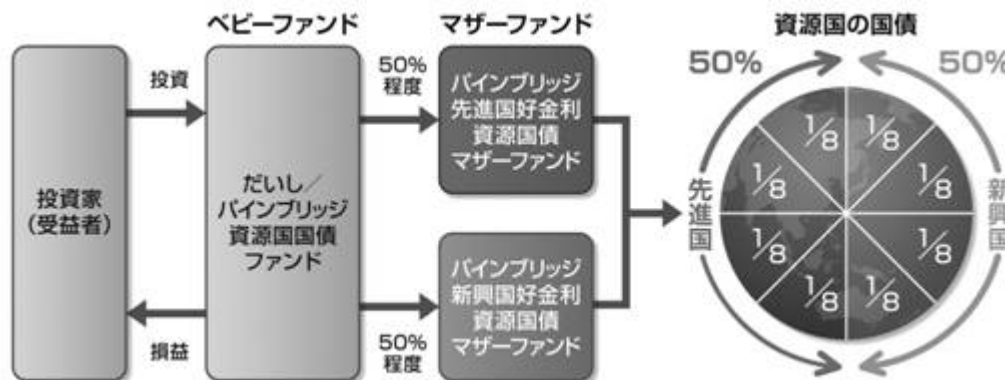 ベビーファンド
マザーファンド
資源国の国債
投資家
(受益者)
投資
損益
だいし/
パインブリッジ
資源国国債
ファンド
50%
程度
50%
程度
パインブリッジ
先進国好金利
資源国債
マザーファンド
パインブリッジ
新興国好金利
資源国債
マザーファンド
50%
50%
先進国
新興国
1/8
1/8
1/8
1/8
1/8
1/8
1/8
1/8